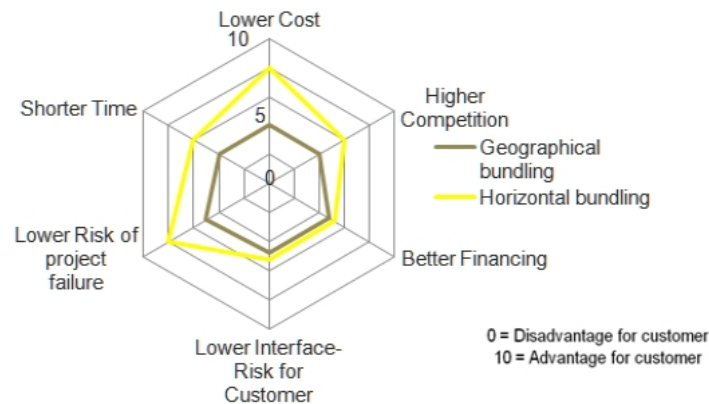 Lower Cost
10
Higher
Competition
Shorter Time
5
Geographical
bundling
0
Horizontal bundling
Lower Risk of
project
failure
Better Financing
Lower Interface-
Risk for
Customer
0 = Disadvantage for customer
10 = Advantage for customer